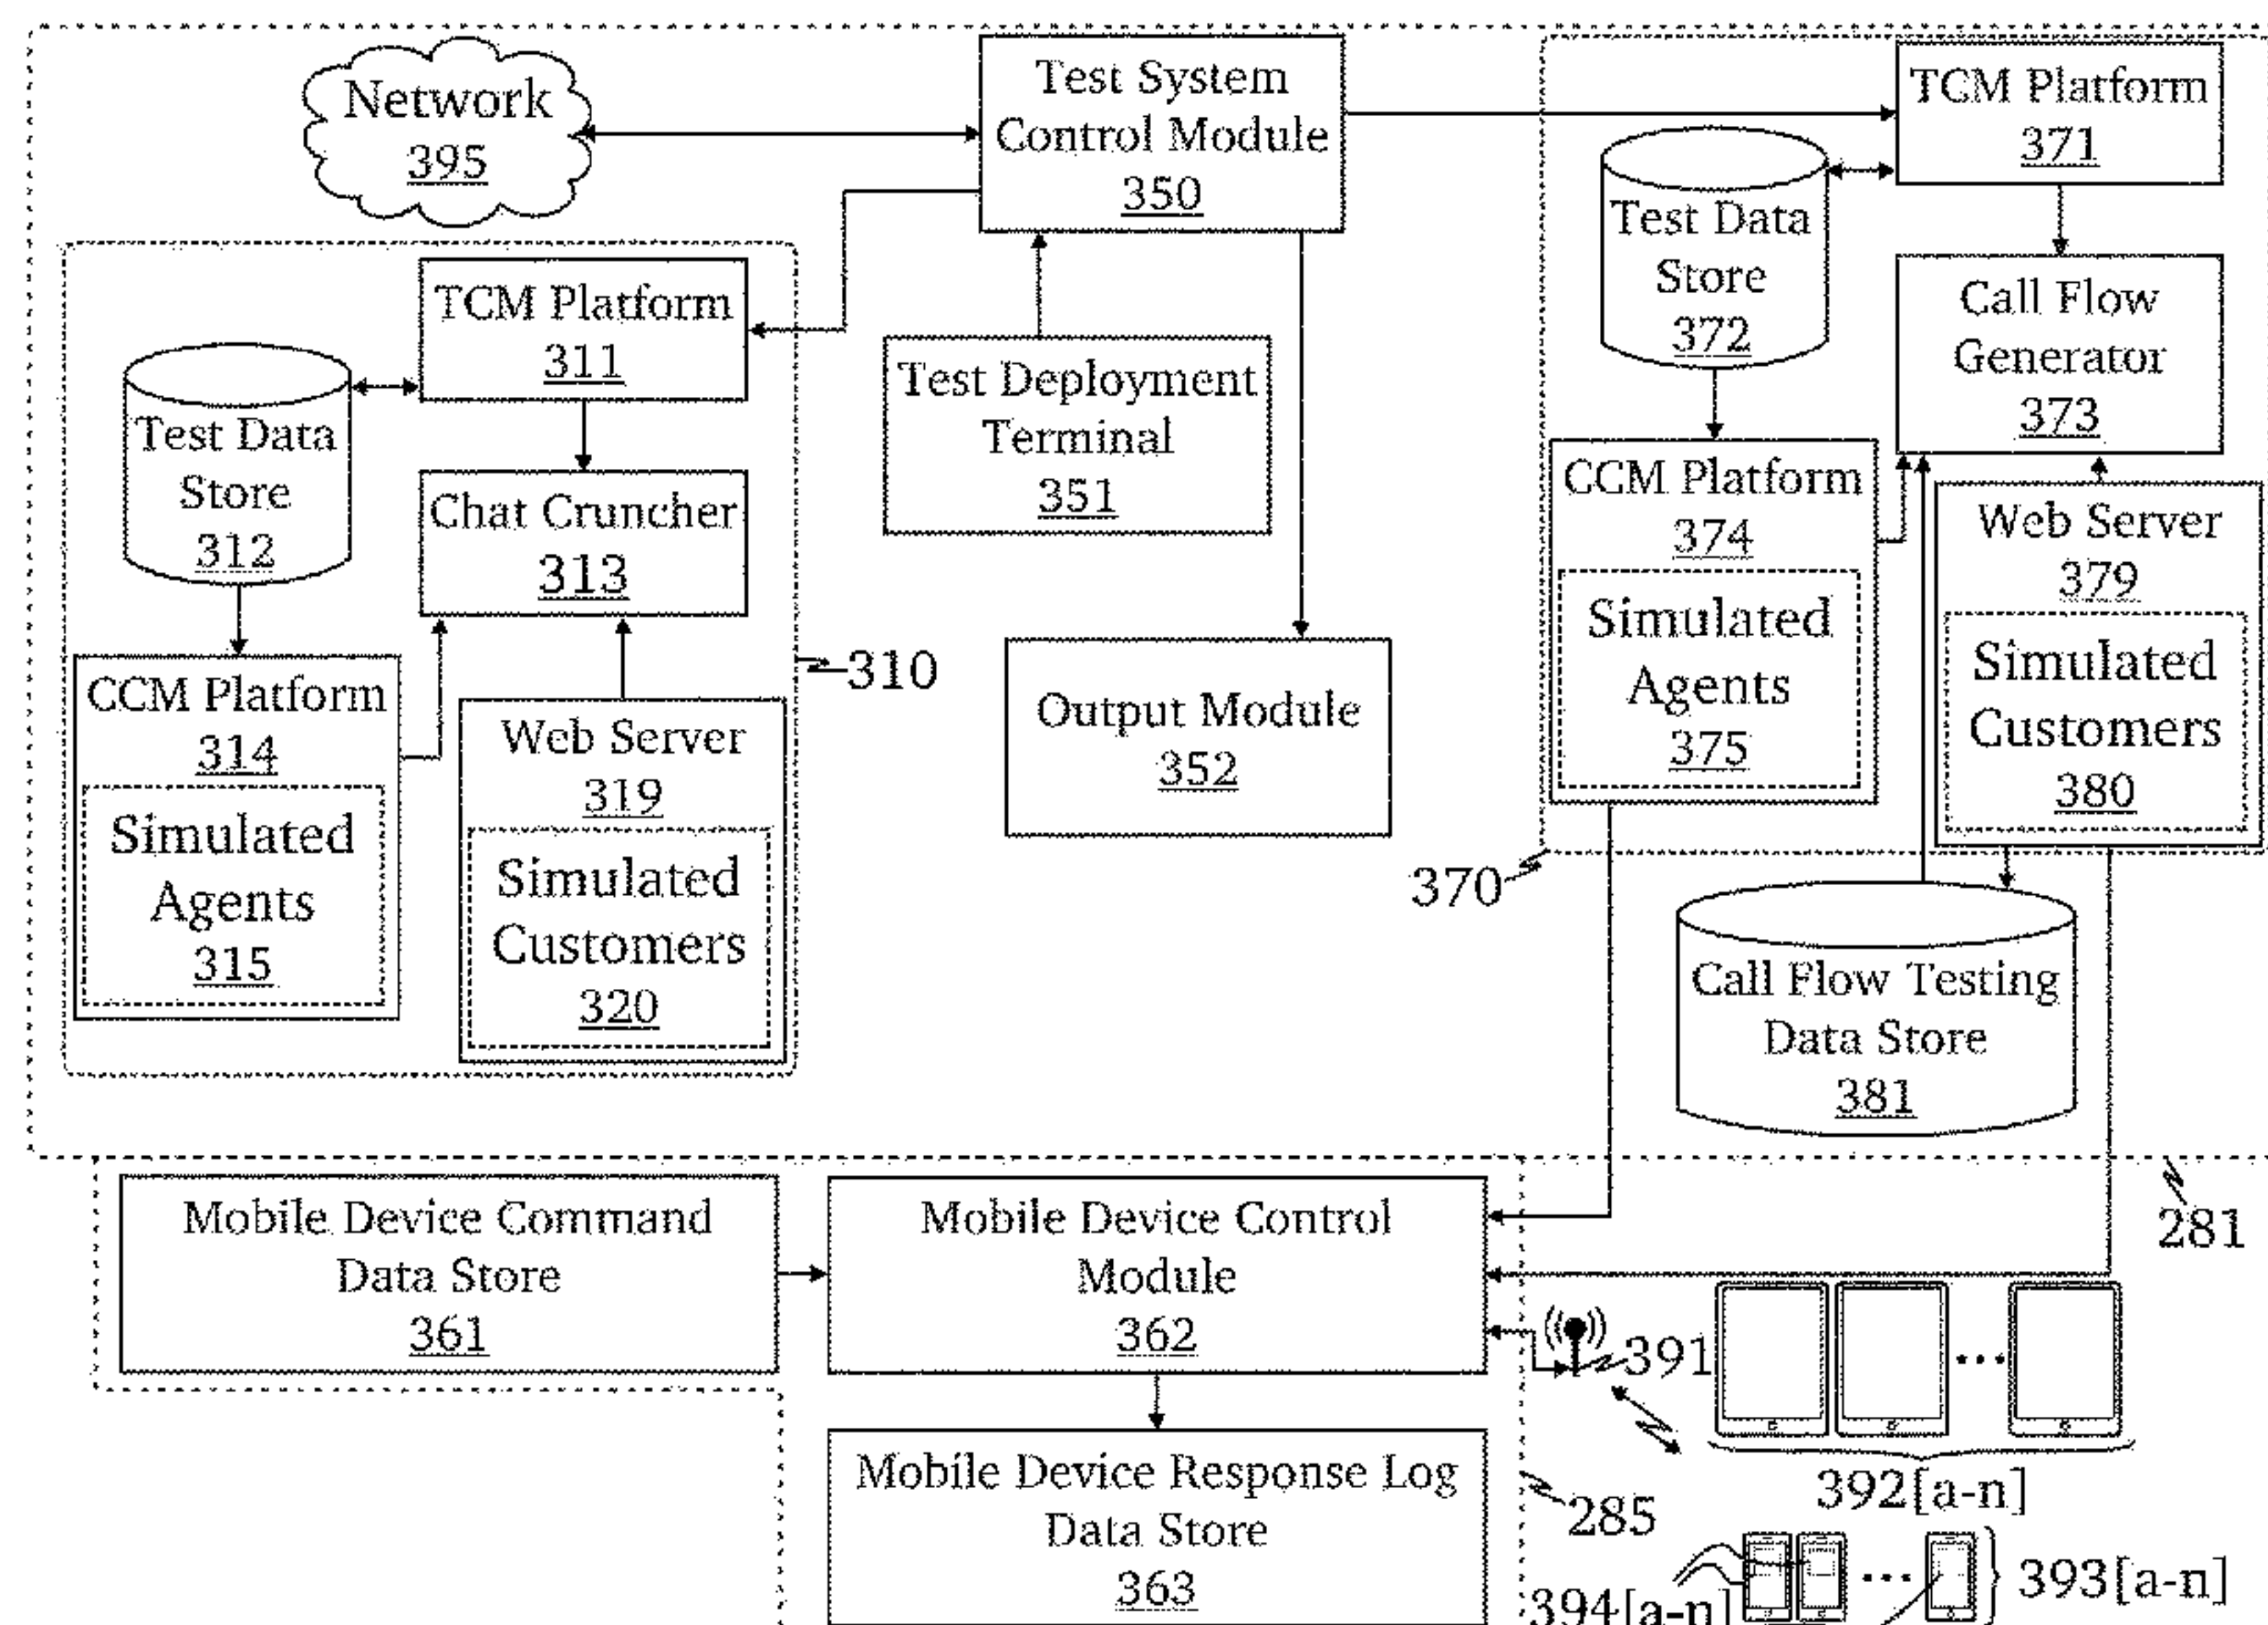 Network
395
Test System
Control Module
350
TCM Platform
371
Test Data
Store
372
Call Flow
Generator
373
TCM Platform
311
Test Data
Store
312
Chat Cruncher
313
Test Deployment
Terminal
351
CCM Platform
374
Simulated
Agents
375
Web Server
379
Simulated
Customers
380
310
CCM Platform
314
Simulated
Agents
315
Web Server
319
Simulated
Customers
320
Output Module
352
370
Call Flow Testing
Data Store
381
281
Mobile Device Command
Data Store
361
Mobile Device Control
Module
362
391
392[a-n]
Mobile Device Response Log
Data Store
363
285
393[a-n]
394[a-n]